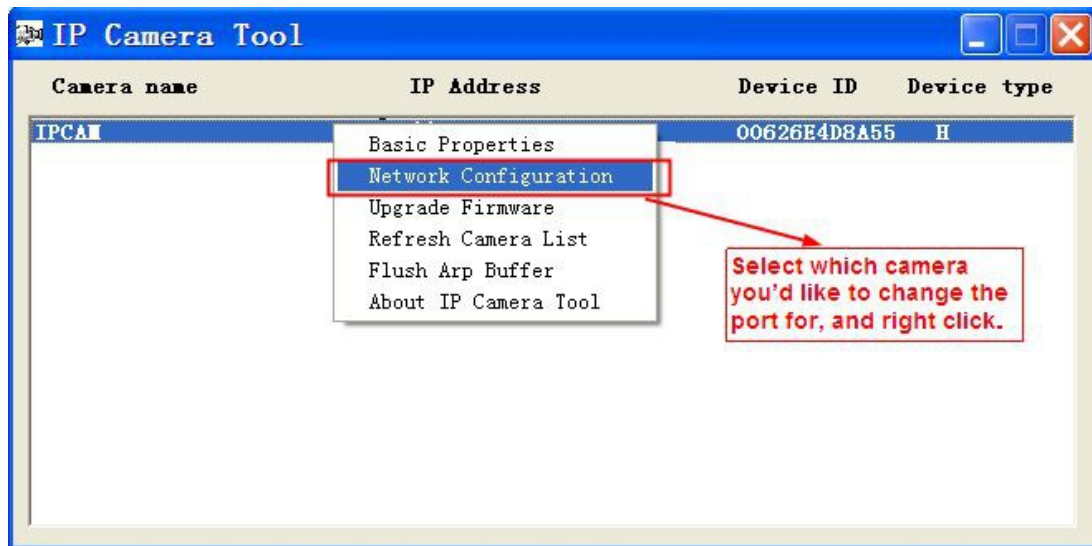 IP Camera Tool
Camera name IP Address Device ID Device type
IPCAM 00626E4D8A55 H
Basic Properties
Network Configuration
Upgrade Firmware
Refresh Camera List
Flush Arp Buffer
About IP Camera Tool
Select which camera
you'd like to change the
port for, and right click.